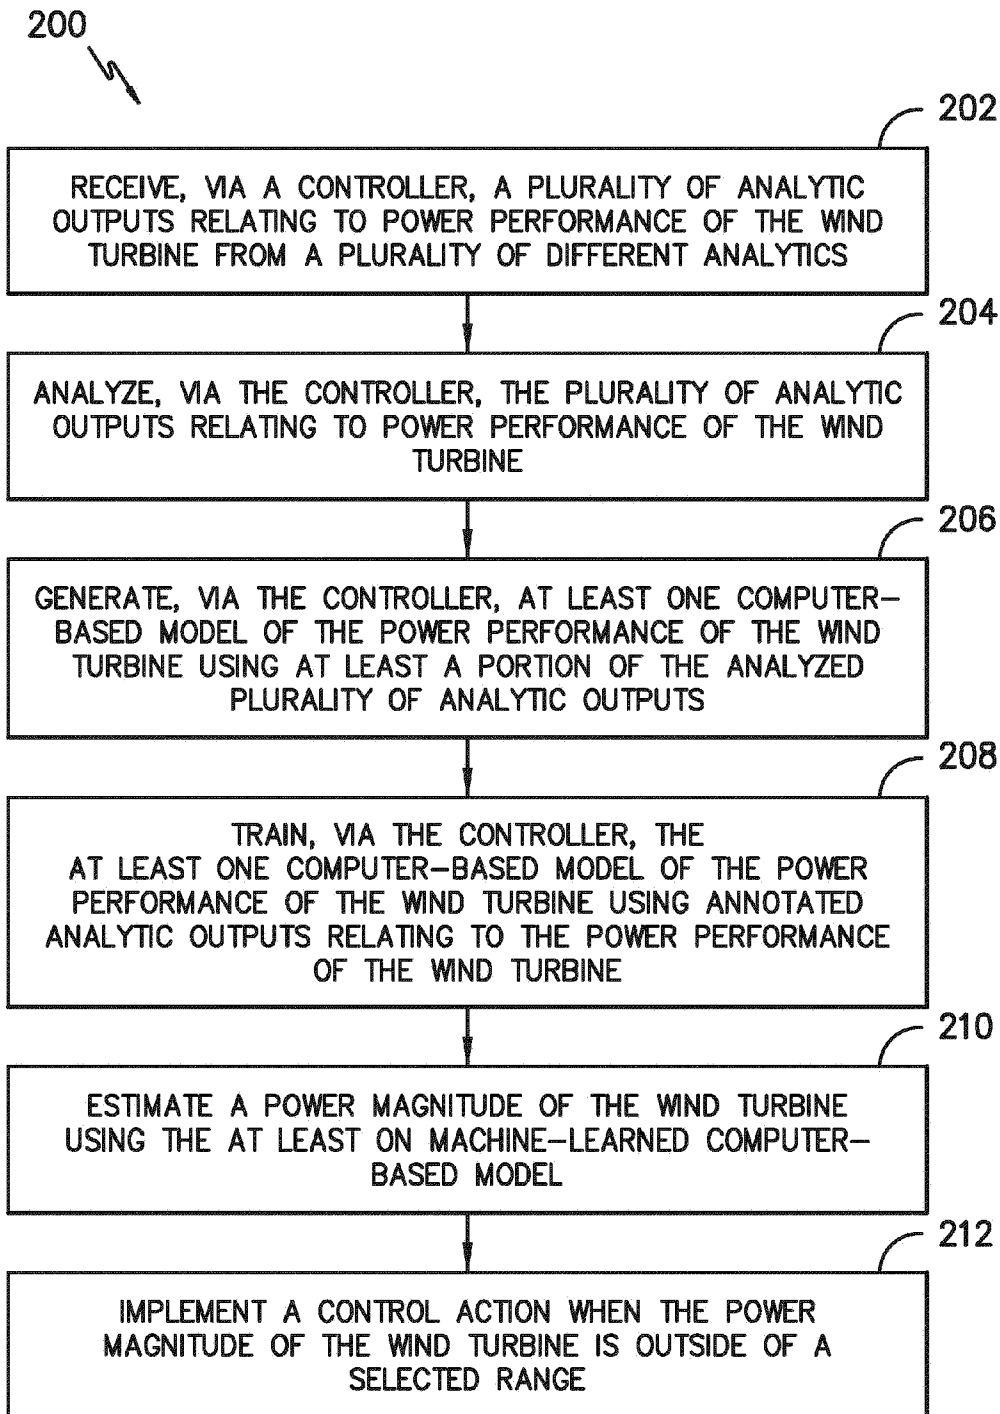 200
202
RECEIVE, VIA A CONTROLLER, A PLURALITY OF ANALYTIC
OUTPUTS RELATING TO POWER PERFORMANCE OF THE WIND
TURBINE FROM A PLURALITY OF DIFFERENT ANALYTICS
204
ANALYZE, VIA THE CONTROLLER, THE PLURALITY OF ANALYTIC
OUTPUTS RELATING TO POWER PERFORMANCE OF THE WIND
TURBINE
206
GENERATE, VIA THE CONTROLLER, AT LEAST ONE COMPUTER-
BASED MODEL OF THE POWER PERFORMANCE OF THE WIND
TURBINE USING AT LEAST A PORTION OF THE ANALYZED
PLURALITY OF ANALYTIC OUTPUTS
208
TRAIN, VIA THE CONTROLLER, THE
AT LEAST ONE COMPUTER-BASED MODEL OF THE POWER
PERFORMANCE OF THE WIND TURBINE USING ANNOTATED
ANALYTIC OUTPUTS RELATING TO THE POWER PERFORMANCE
OF THE WIND TURBINE
210
ESTIMATE A POWER MAGNITUDE OF THE WIND TURBINE
USING THE AT LEAST ON MACHINE-LEARNED COMPUTER-
BASED MODEL
212
IMPLEMENT A CONTROL ACTION WHEN THE POWER
MAGNITUDE OF THE WIND TURBINE IS OUTSIDE OF A
SELECTED RANGE